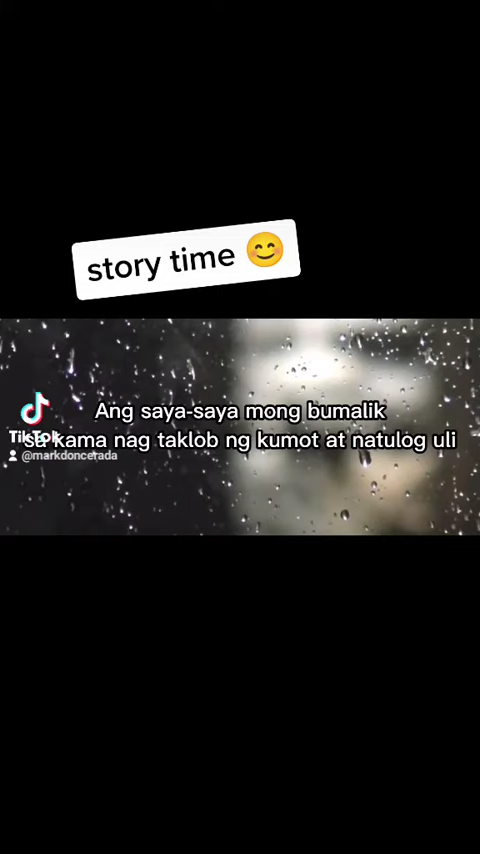 story time 😊
Ang saya-saya mong bumalik
sa kama nag taklob ng kumot at natulog uli
TikTok
@markdoncerada